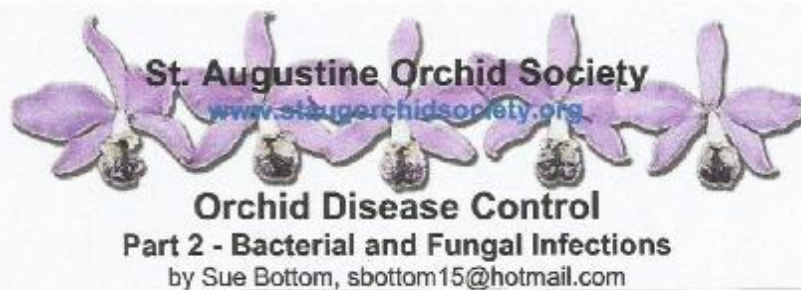 St. Augustine Orchid Society
www.staugorchidsociety.org
Orchid Disease Control
Part 2 - Bacterial and Fungal Infections
by Sue Bottom, sbottom15@hotmail.com